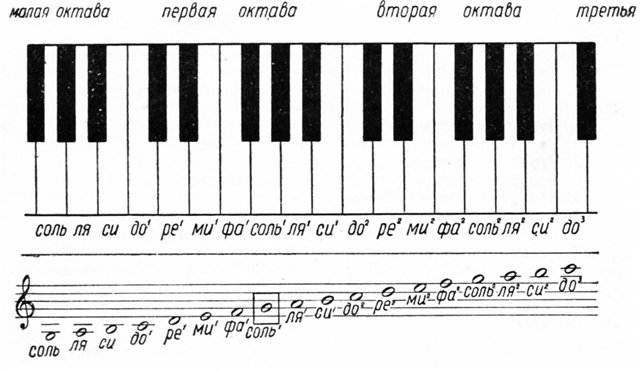 малая октава первая октава вторая октава третья
соль ля си до¹ ре¹ ми¹ фа¹ соль¹ ля¹ си¹ до² ре² ми² фа² соль² ля² си² до³
соль ля си до¹ ре¹ ми¹ фа¹ соль¹ ля¹ си¹ до² ре² ми² фа² соль² ля² си² до³